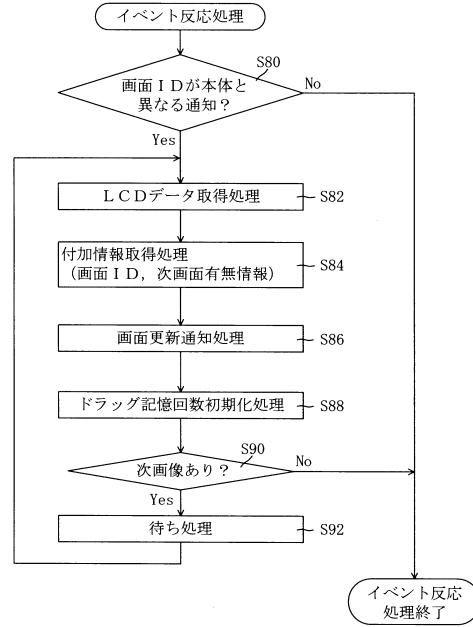 イベント反応処理
S80
画面ＩＤが本体と
異なる通知？
No
Yes
ＬＣＤデータ取得処理
S82
付加情報取得処理
（画面ＩＤ，次画面有無情報）
S84
画面更新通知処理
S86
ドラッグ記憶回数初期化処理
S88
S90
次画像あり？
No
Yes
待ち処理
S92
イベント反応
処理終了